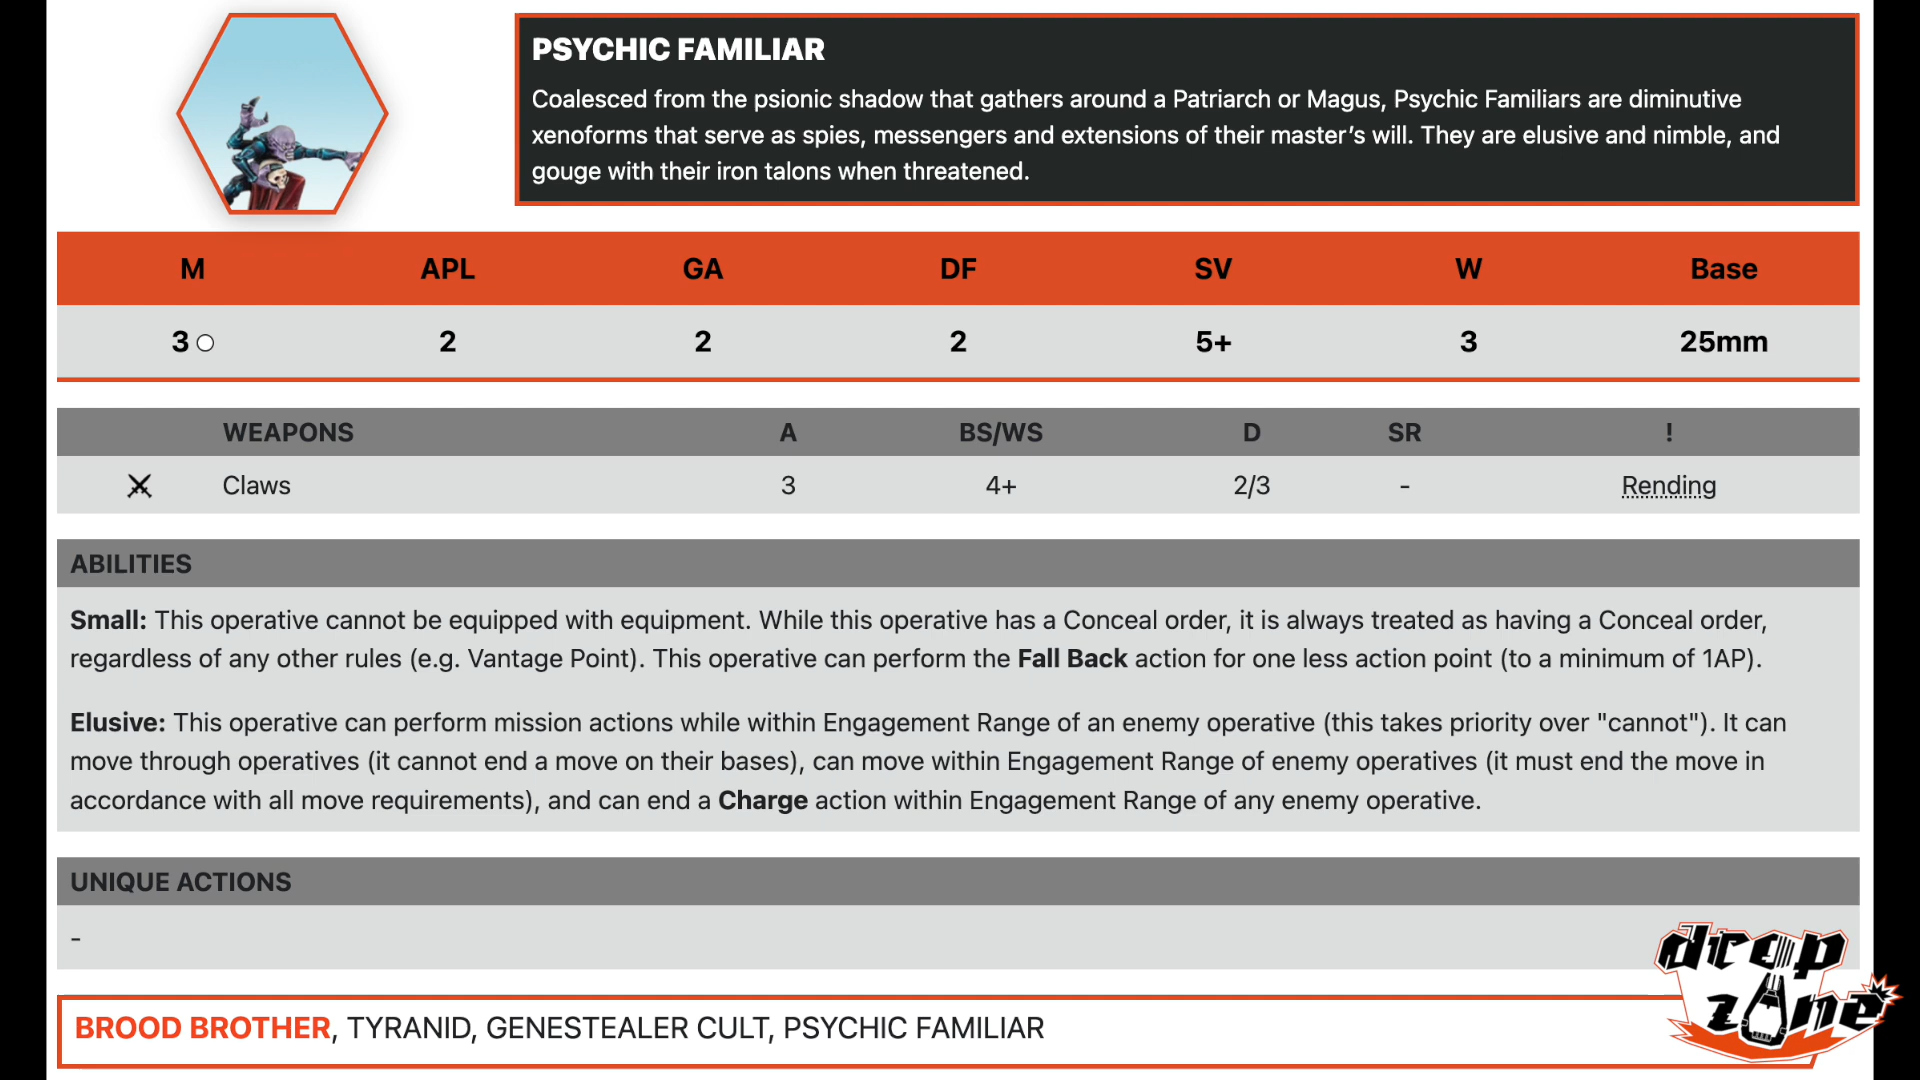 PSYCHIC FAMILIAR
Coalesced from the psionic shadow that gathers around a Patriarch or Magus, Psychic Familiars are diminutive
xenoforms that serve as spies, messengers and extensions of their master’s will. They are elusive and nimble, and
gouge with their iron talons when threatened.
M APL GA DF SV W Base
3 2 2 2 5+ 3 25mm
WEAPONS A BS/WS D SR !
Claws 3 4+ 2/3 - Rending
ABILITIES
Small: This operative cannot be equipped with equipment. While this operative has a Conceal order, it is always treated as having a Conceal order,
regardless of any other rules (e.g. Vantage Point). This operative can perform the Fall Back action for one less action point (to a minimum of 1AP).
Elusive: This operative can perform mission actions while within Engagement Range of an enemy operative (this takes priority over "cannot"). It can
move through operatives (it cannot end a move on their bases), can move within Engagement Range of enemy operatives (it must end the move in
accordance with all move requirements), and can end a Charge action within Engagement Range of any enemy operative.
UNIQUE ACTIONS
-
BROOD BROTHER, TYRANID, GENESTEALER CULT, PSYCHIC FAMILIAR
drop
zone